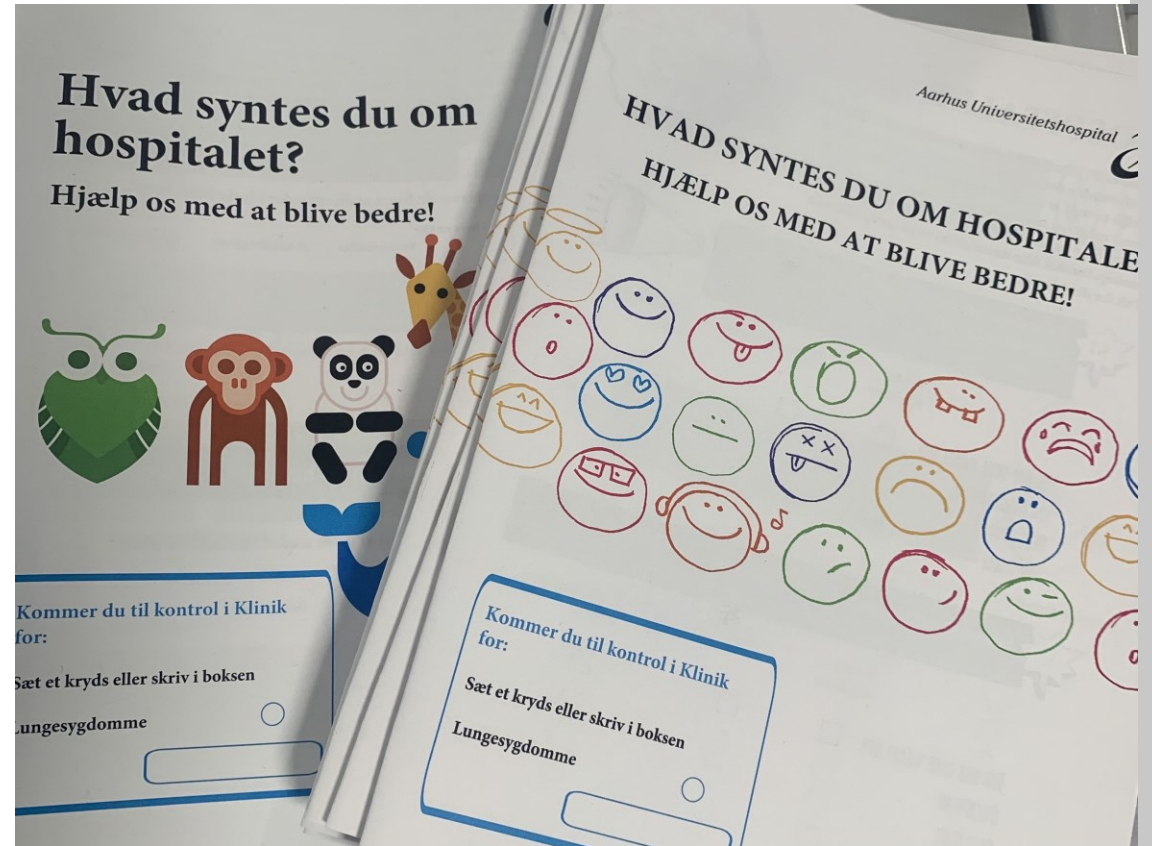 Hvad syntes du om
hospitalet?
Hjælp os med at blive bedre!
Kommer du til kontrol i Klinik
for:
Sæt et kryds eller skriv i boksen
Lungesygdomme
Aarhus Universitetshospital
HVAD SYNTES DU OM HOSPITALE
HJÆLP OS MED AT BLIVE BEDRE!
Kommer du til kontrol i Klinik
for:
Sæt et kryds eller skriv i boksen
Lungesygdomme